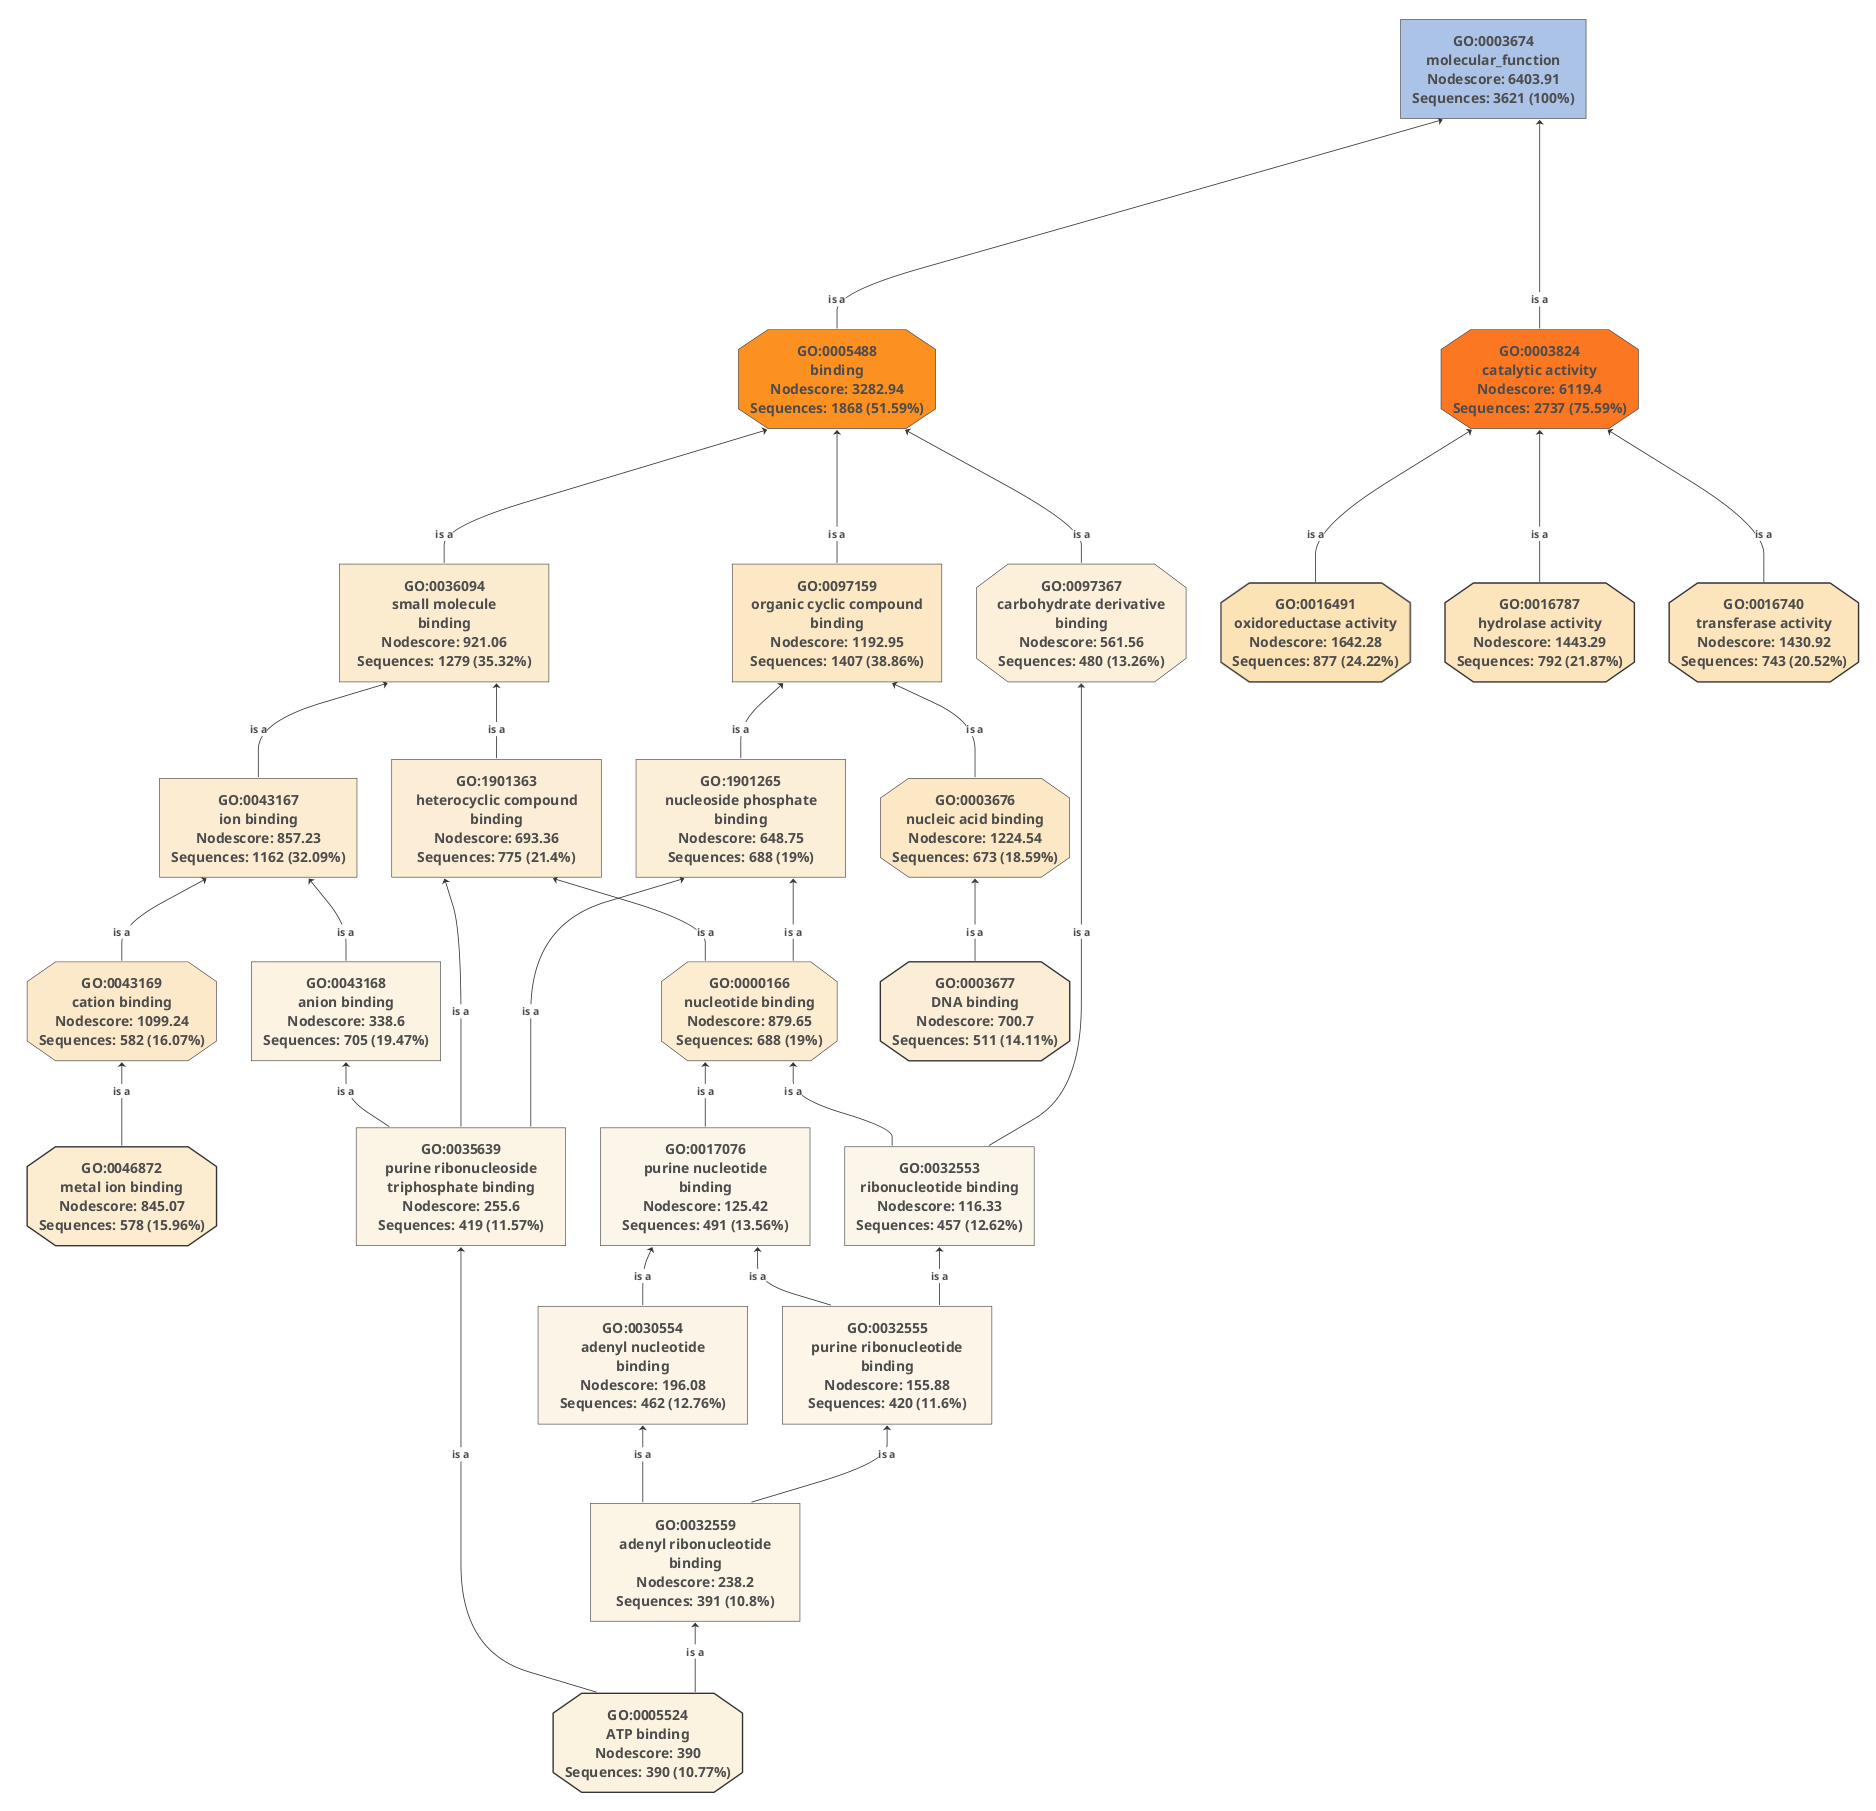 GO:0003674
molecular_function
Nodescore: 6403.91
Sequences: 3621 (100%)
is a
is a
GO:0005488
binding
Nodescore: 3282.94
Sequences: 1868 (51.59%)
GO:0003824
catalytic activity
Nodescore: 6119.4
Sequences: 2737 (75.59%)
is a
is a
is a
is a
is a
is a
GO:0036094
small molecule
binding
Nodescore: 921.06
Sequences: 1279 (35.32%)
GO:0097159
organic cyclic compound
binding
Nodescore: 1192.95
Sequences: 1407 (38.86%)
GO:0097367
carbohydrate derivative
binding
Nodescore: 561.56
Sequences: 480 (13.26%)
GO:0016491
oxidoreductase activity
Nodescore: 1642.28
Sequences: 877 (24.22%)
GO:0016787
hydrolase activity
Nodescore: 1443.29
Sequences: 792 (21.87%)
GO:0016740
transferase activity
Nodescore: 1430.92
Sequences: 743 (20.52%)
is a
is a
is a
is a
GO:0043167
ion binding
Nodescore: 857.23
Sequences: 1162 (32.09%)
GO:1901363
heterocyclic compound
binding
Nodescore: 693.36
Sequences: 775 (21.4%)
GO:1901265
nucleoside phosphate
binding
Nodescore: 648.75
Sequences: 688 (19%)
GO:0003676
nucleic acid binding
Nodescore: 1224.54
Sequences: 673 (18.59%)
is a
is a
is a
is a
is a
is a
GO:0043169
cation binding
Nodescore: 1099.24
Sequences: 582 (16.07%)
GO:0043168
anion binding
Nodescore: 338.6
Sequences: 705 (19.47%)
is a
is a
GO:0000166
nucleotide binding
Nodescore: 879.65
Sequences: 688 (19%)
GO:0003677
DNA binding
Nodescore: 700.7
Sequences: 511 (14.11%)
is a
is a
is a
is a
GO:0046872
metal ion binding
Nodescore: 845.07
Sequences: 578 (15.96%)
GO:0035639
purine ribonucleoside
triphosphate binding
Nodescore: 255.6
Sequences: 419 (11.57%)
GO:0017076
purine nucleotide
binding
Nodescore: 125.42
Sequences: 491 (13.56%)
GO:0032553
ribonucleotide binding
Nodescore: 116.33
Sequences: 457 (12.62%)
is a
is a
is a
GO:0030554
adenyl nucleotide
binding
Nodescore: 196.08
Sequences: 462 (12.76%)
GO:0032555
purine ribonucleotide
binding
Nodescore: 155.88
Sequences: 420 (11.6%)
is a
is a
is a
GO:0032559
adenyl ribonucleotide
binding
Nodescore: 238.2
Sequences: 391 (10.8%)
is a
GO:0005524
ATP binding
Nodescore: 390
Sequences: 390 (10.77%)